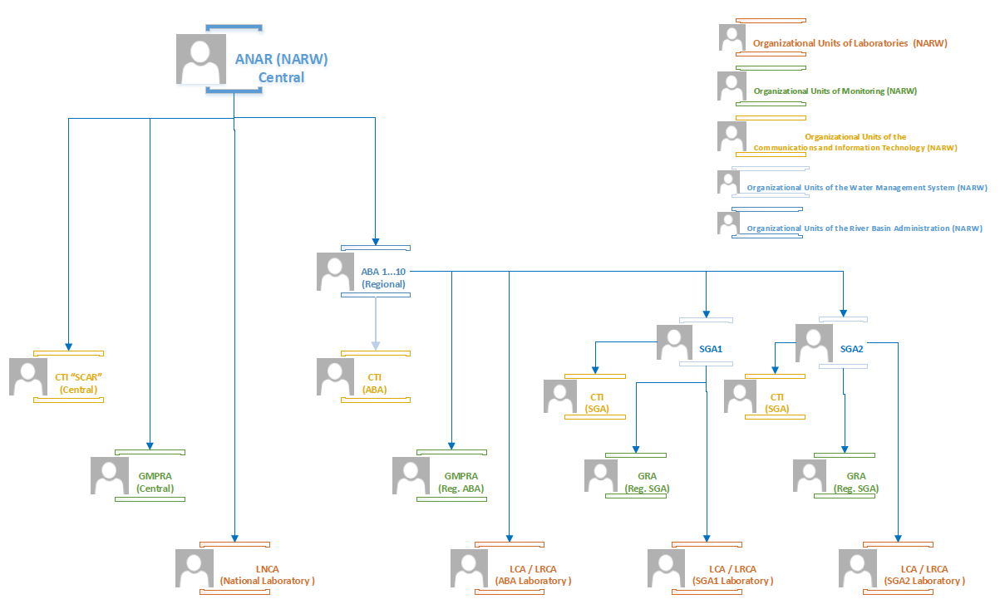 ANAR (NARW)
Central
Organizational Units of Laboratories (NARW)
Organizational Units of Monitoring (NARW)
Organizational Units of the
Communications and Information Technology (NARW)
Organizational Units of the Water Management System (NARW)
Organizational Units of the River Basin Administration (NARW)
ABA 1...10
(Regional)
SGA1
SGA2
CTI “SCAR”
(Central)
CTI
(ABA)
CTI
(SGA)
CTI
(SGA)
GMPRA
(Central)
GMPRA
(Reg. ABA)
GRA
(Reg. SGA)
GRA
(Reg. SGA)
LNCA
(National Laboratory )
LCA / LRCA
(ABA Laboratory )
LCA / LRCA
(SGA1 Laboratory )
LCA / LRCA
(SGA2 Laboratory )